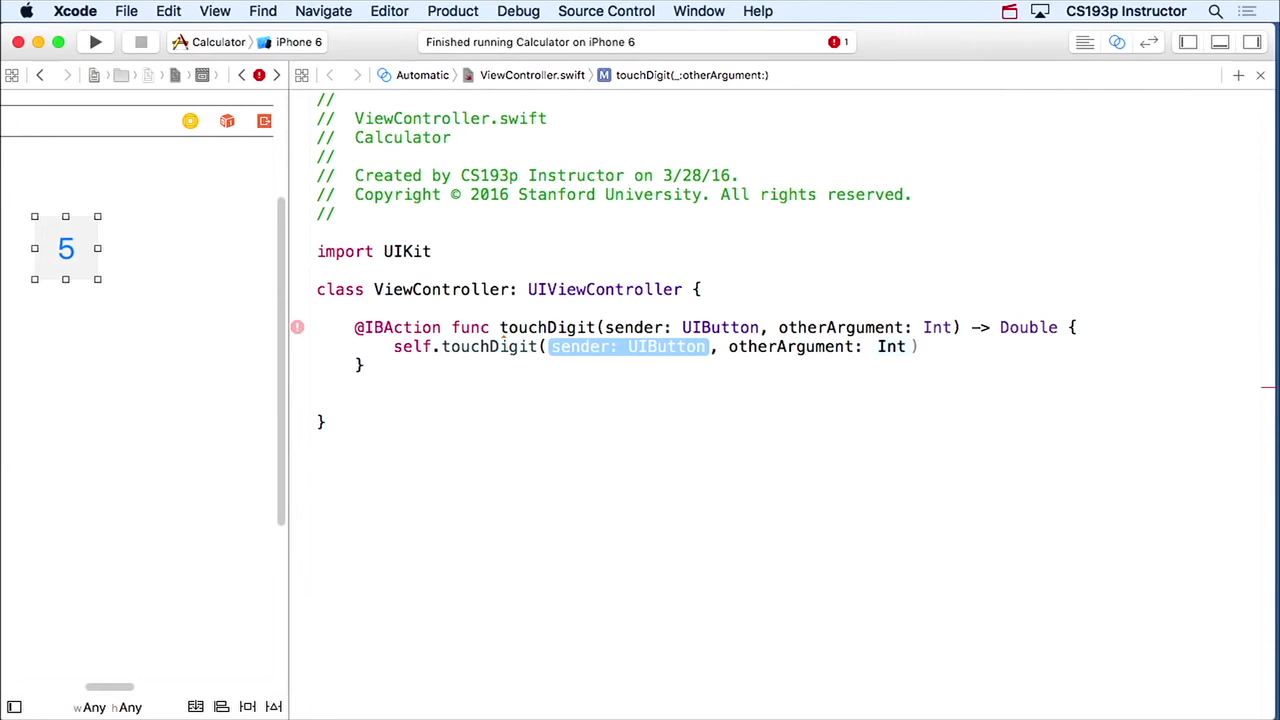 Xcode File Edit View Find Navigate Editor Product Debug Source Control Window Help CS193p Instructor
Calculator iPhone 6 Finished running Calculator on iPhone 6 1
Automatic ViewController.swift M touchDigit(_:otherArgument:)
//
// ViewController.swift
// Calculator
//
// Created by CS193p Instructor on 3/28/16.
// Copyright © 2016 Stanford University. All rights reserved.
//
5
import UIKit
class ViewController: UIViewController {
@IBAction func touchDigit(sender: UIButton, otherArgument: Int) -> Double {
self.touchDigit(sender: UIButton, otherArgument: Int)
}
}
wAny hAny